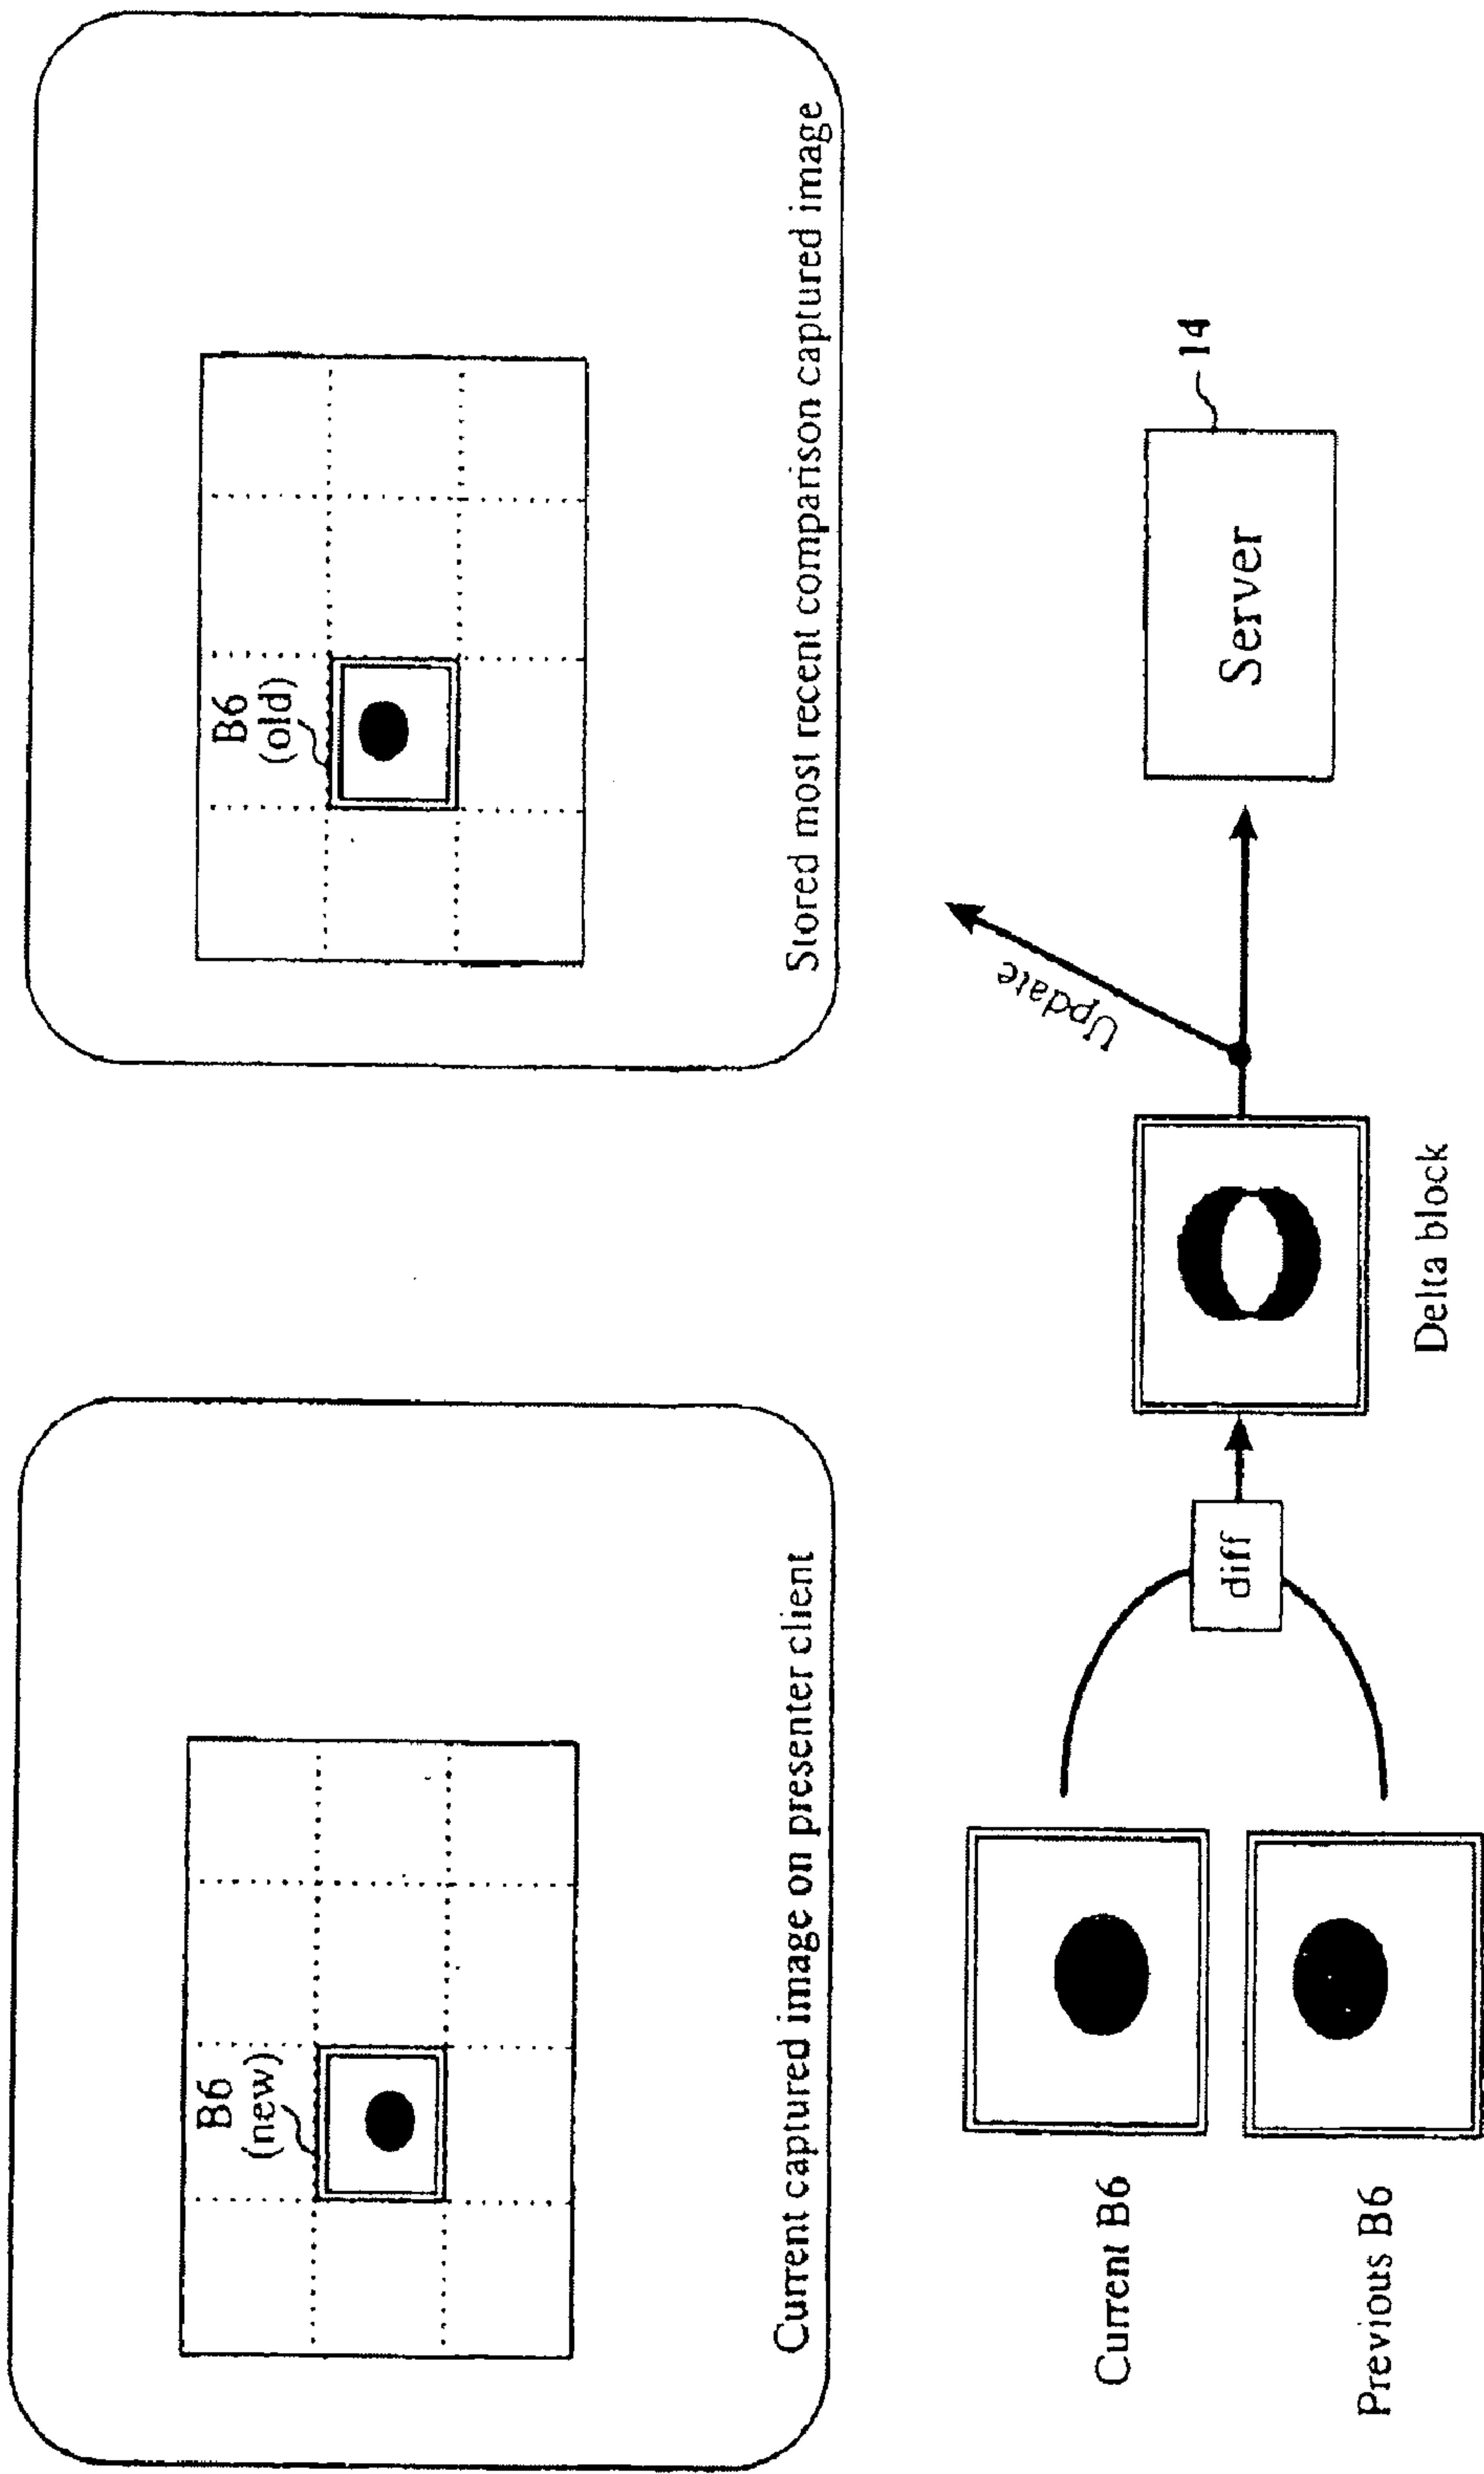 B6
(new)
Current captured image on presenter client
B6
(old)
Stored most recent comparison captured image
Current B6
Previous B6
diff
Delta block
Update
Server
14